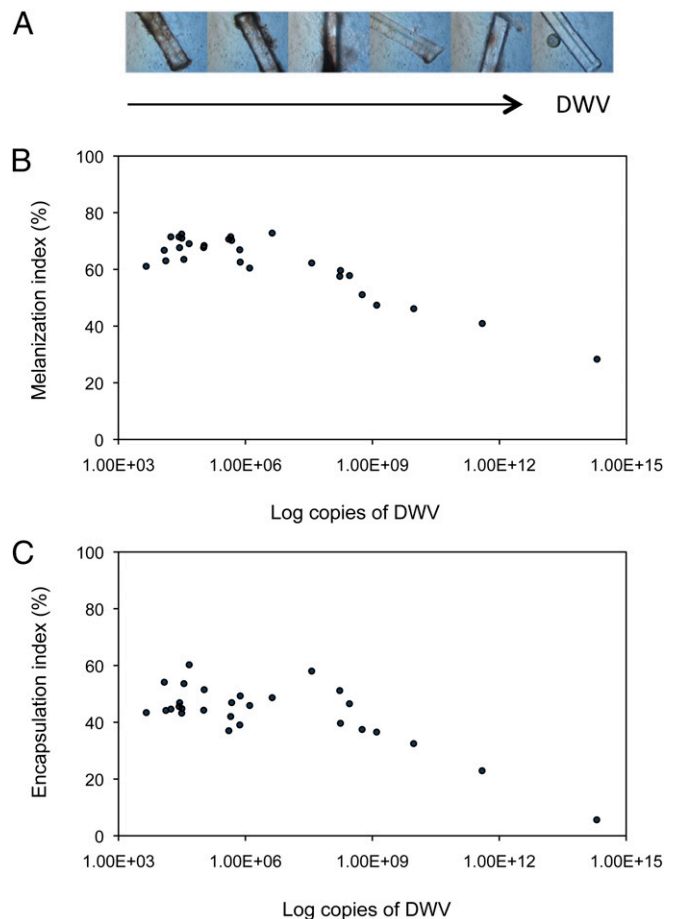 A
DWV
B
Melanization index (%)
100
80
60
40
20
0
1.00E+03 1.00E+06 1.00E+09 1.00E+12 1.00E+15
Log copies of DWV
C
Encapsulation index (%)
100
80
60
40
20
0
1.00E+03 1.00E+06 1.00E+09 1.00E+12 1.00E+15
Log copies of DWV